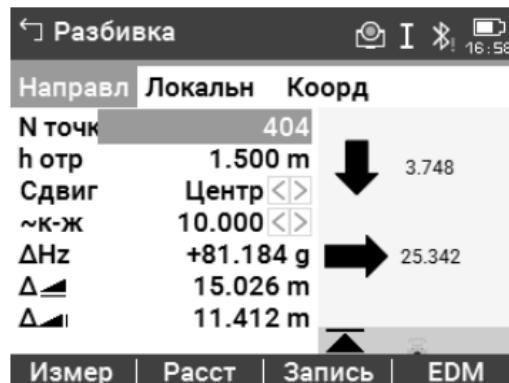 Разбивка
16:58
Направл Локальн Коорд
N точк 404
h отр 1.500 m
Сдвиг Центр
~к-ж 10.000
ΔHz +81.184 g
Δ 15.026 m
Δ 11.412 m
3.748
25.342
Измер Расст Запись EDM